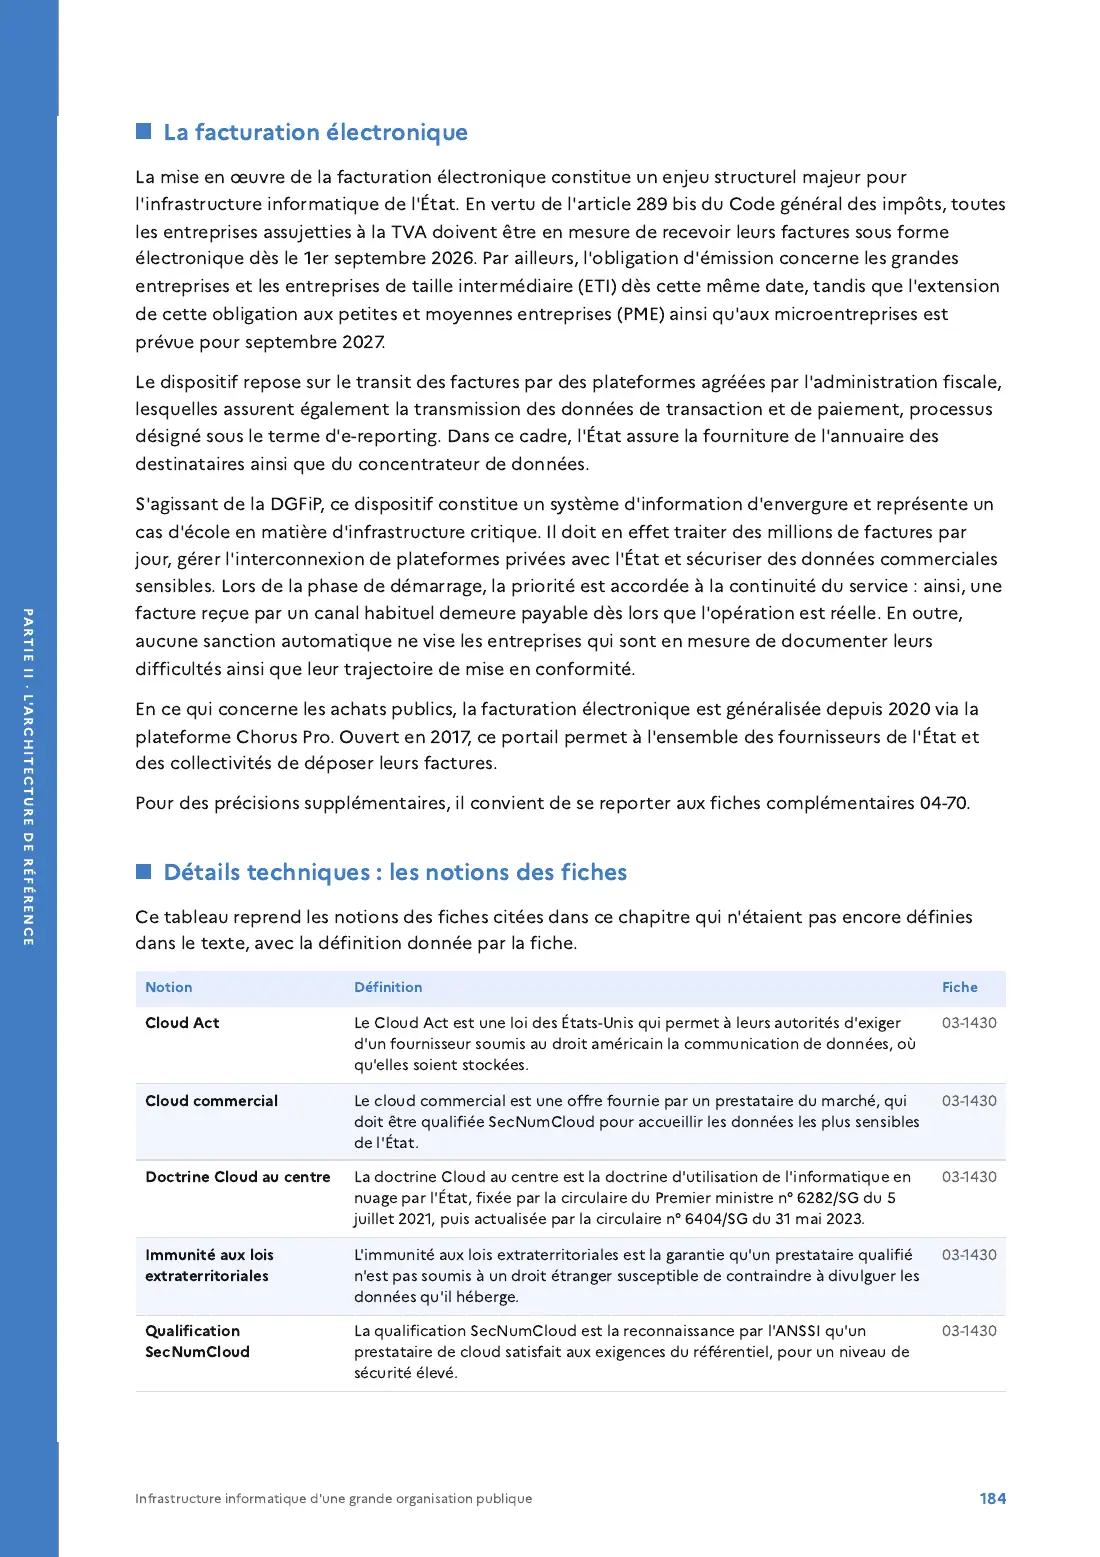 La facturation électronique
La mise en œuvre de la facturation électronique constitue un enjeu structurel majeur pour
l'infrastructure informatique de l'État. En vertu de l'article 289 bis du Code général des impôts, toutes
les entreprises assujetties à la TVA doivent être en mesure de recevoir leurs factures sous forme
électronique dès le 1er septembre 2026. Par ailleurs, l'obligation d'émission concerne les grandes
entreprises et les entreprises de taille intermédiaire (ETI) dès cette même date, tandis que l'extension
de cette obligation aux petites et moyennes entreprises (PME) ainsi qu'aux microentreprises est
prévue pour septembre 2027.
Le dispositif repose sur le transit des factures par des plateformes agréées par l'administration fiscale,
lesquelles assurent également la transmission des données de transaction et de paiement, processus
désigné sous le terme d'e-reporting. Dans ce cadre, l'État assure la fourniture de l'annuaire des
destinataires ainsi que du concentrateur de données.
S'agissant de la DGFiP, ce dispositif constitue un système d'information d'envergure et représente un
cas d'école en matière d'infrastructure critique. Il doit en effet traiter des millions de factures par
jour, gérer l'interconnexion de plateformes privées avec l'État et sécuriser des données commerciales
sensibles. Lors de la phase de démarrage, la priorité est accordée à la continuité du service : ainsi, une
facture reçue par un canal habituel demeure payable dès lors que l'opération est réelle. En outre,
aucune sanction automatique ne vise les entreprises qui sont en mesure de documenter leurs
difficultés ainsi que leur trajectoire de mise en conformité.
En ce qui concerne les achats publics, la facturation électronique est généralisée depuis 2020 via la
plateforme Chorus Pro. Ouvert en 2017, ce portail permet à l'ensemble des fournisseurs de l'État et
des collectivités de déposer leurs factures.
Pour des précisions supplémentaires, il convient de se reporter aux fiches complémentaires 04-70.
Détails techniques : les notions des fiches
Ce tableau reprend les notions des fiches citées dans ce chapitre qui n'étaient pas encore définies
dans le texte, avec la définition donnée par la fiche.
Notion Définition Fiche
Cloud Act Le Cloud Act est une loi des États-Unis qui permet à leurs autorités d'exiger 03-1430
d'un fournisseur soumis au droit américain la communication de données, où
qu'elles soient stockées.
Cloud commercial Le cloud commercial est une offre fournie par un prestataire du marché, qui 03-1430
doit être qualifiée SecNumCloud pour accueillir les données les plus sensibles
de l'État.
Doctrine Cloud au centre La doctrine Cloud au centre est la doctrine d'utilisation de l'informatique en 03-1430
nuage par l'État, fixée par la circulaire du Premier ministre n° 6282/SG du 5
juillet 2021, puis actualisée par la circulaire n° 6404/SG du 31 mai 2023.
Immunité aux lois L'immunité aux lois extraterritoriales est la garantie qu'un prestataire qualifié 03-1430
extraterritoriales n'est pas soumis à un droit étranger susceptible de contraindre à divulguer les
données qu'il héberge.
Qualification La qualification SecNumCloud est la reconnaissance par l'ANSSI qu'un 03-1430
SecNumCloud prestataire de cloud satisfait aux exigences du référentiel, pour un niveau de
sécurité élevé.
PARTIE II · L'ARCHITECTURE DE RÉFÉRENCE
Infrastructure informatique d'une grande organisation publique 184